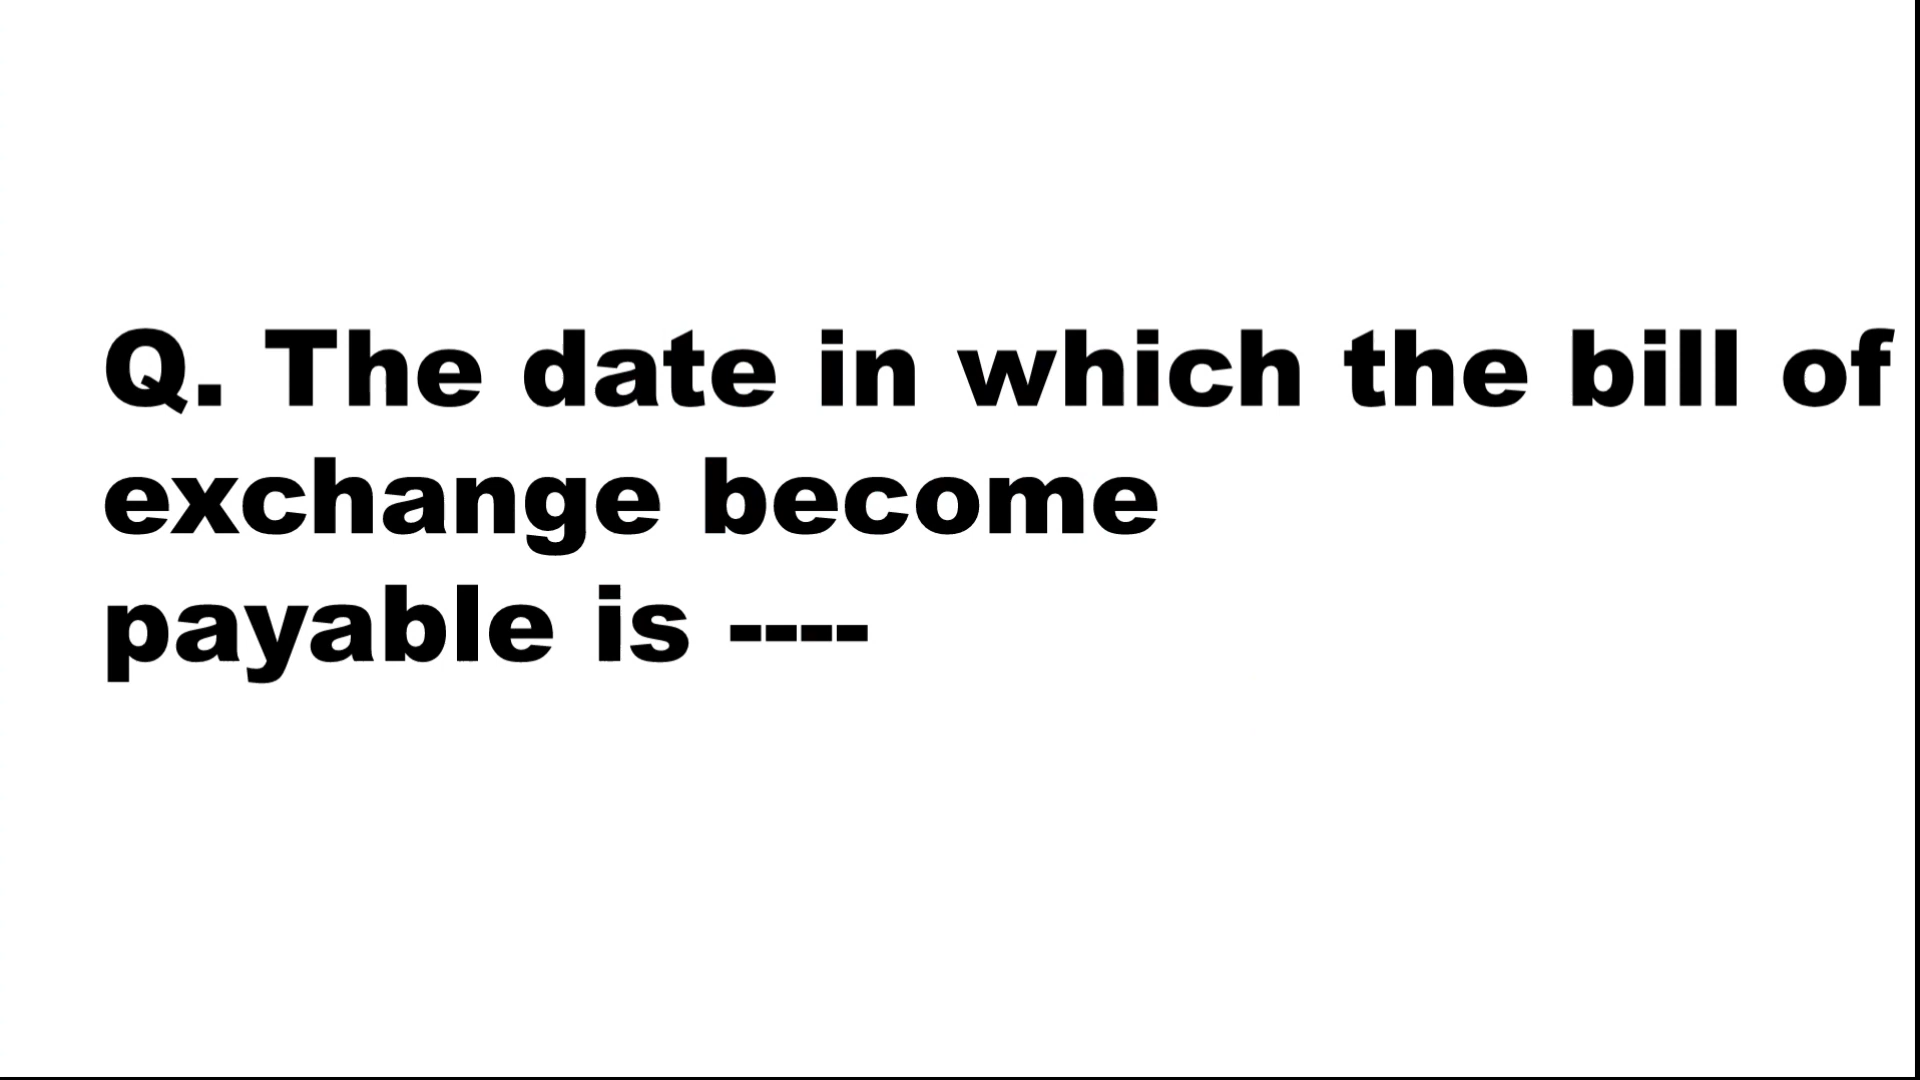 Q. The date in which the bill of
exchange become
payable is ----